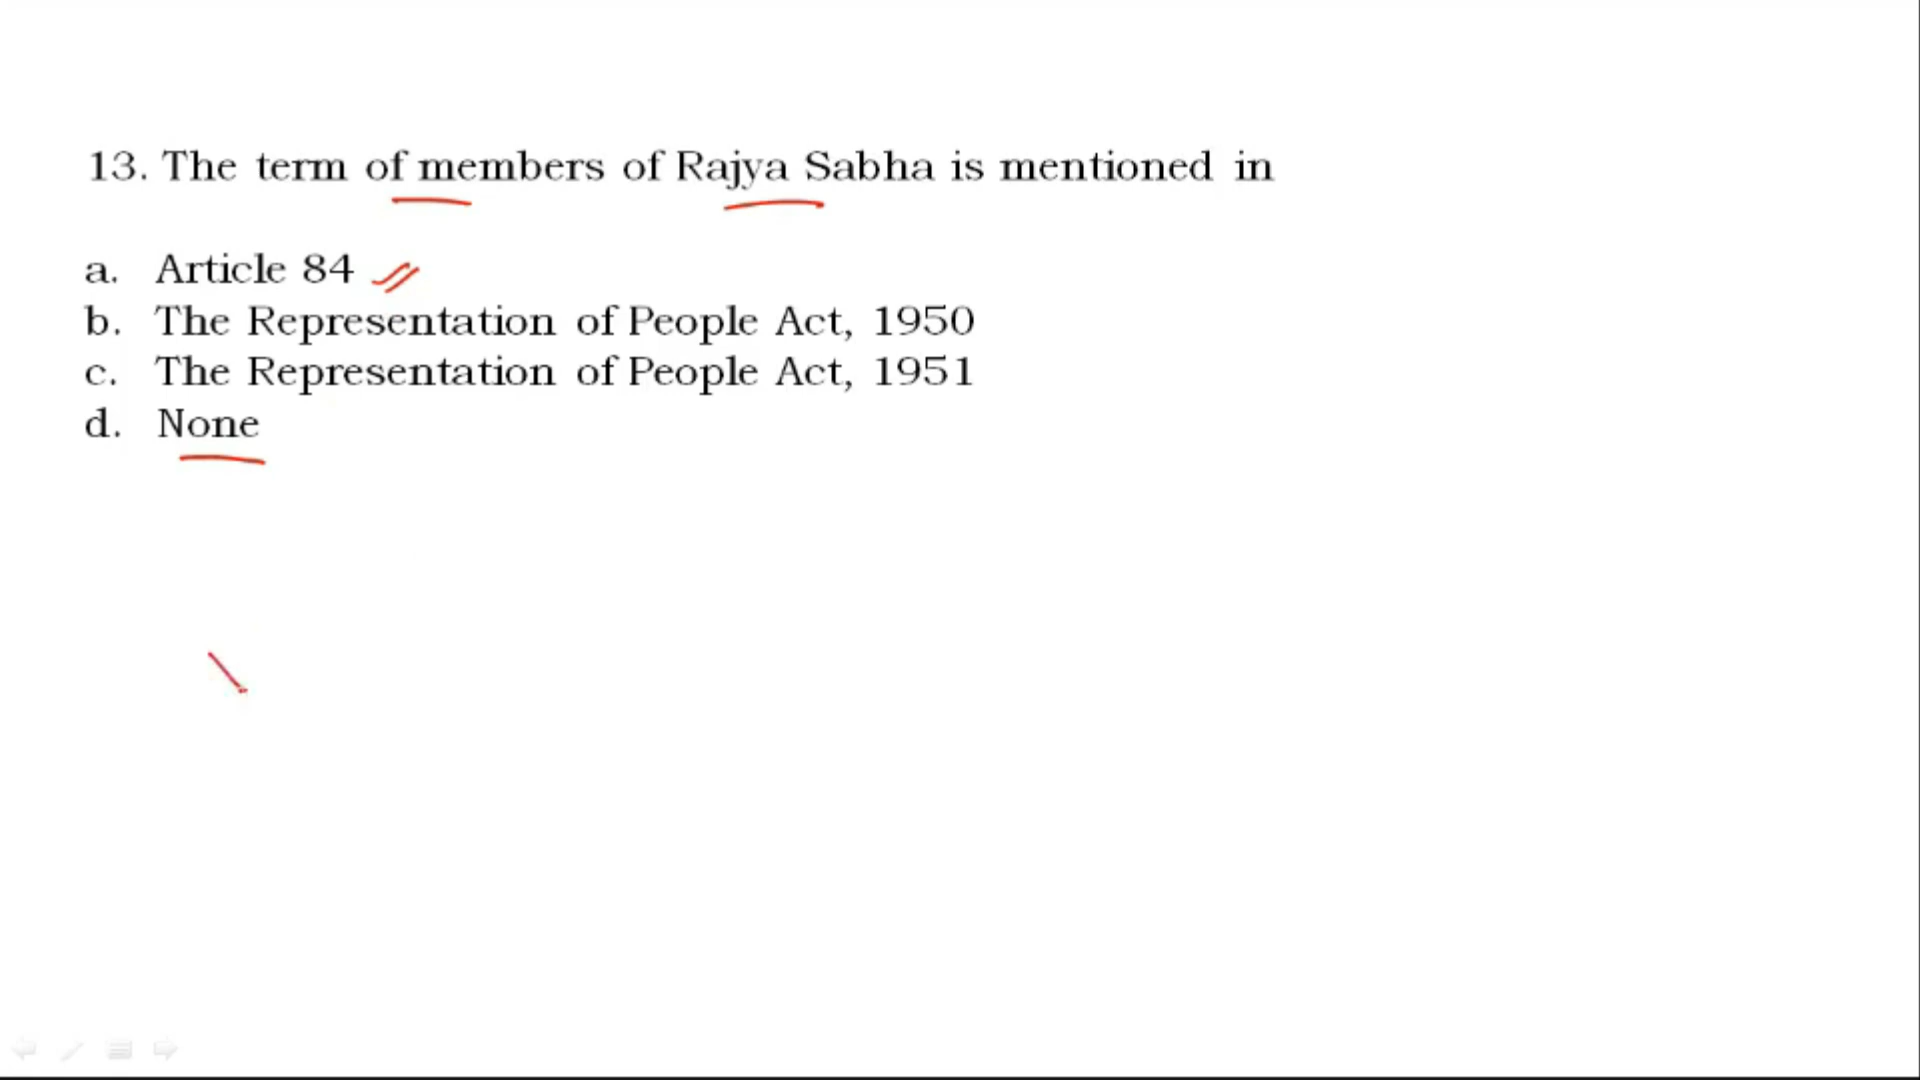 13. The term of members of Rajya Sabha is mentioned in
a. Article 84
b. The Representation of People Act, 1950
c. The Representation of People Act, 1951
d. None